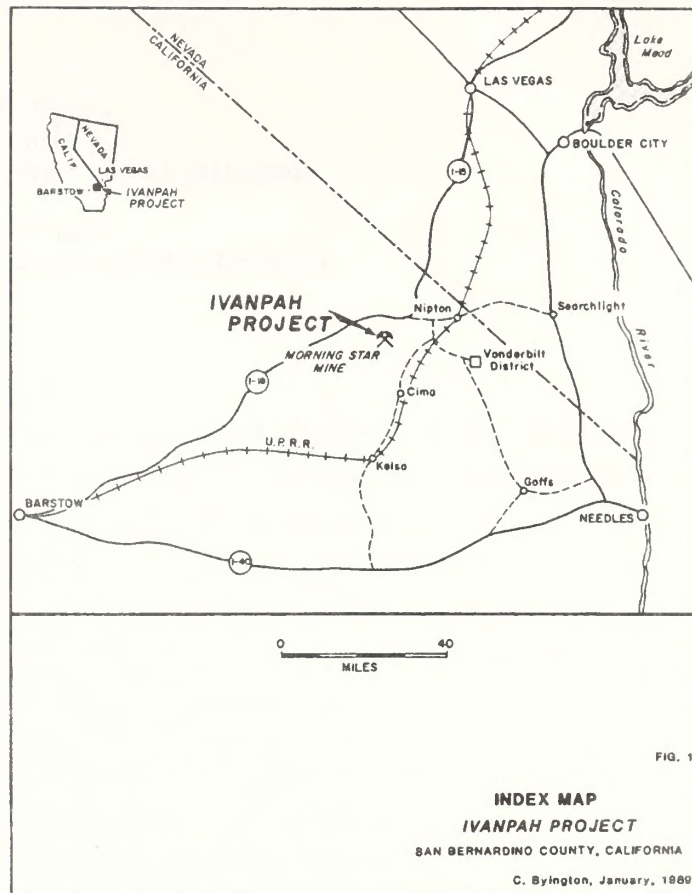 NEVADA
CALIFORNIA
Lake
Mead
LAS VEGAS
BOULDER CITY
NEVADA
CALIF.
LAS VEGAS
BARSTOW
IVANPAH
PROJECT
I-15
Colorado
River
IVANPAH
PROJECT
Nipton
Searchlight
MORNING STAR
MINE
Vonderbilt
District
I-15
Cima
U.P.R.R.
Kelso
Goffs
BARSTOW
NEEDLES
I-40
0 40
MILES
FIG. 1
INDEX MAP
IVANPAH PROJECT
SAN BERNARDINO COUNTY, CALIFORNIA
C. Byington, January, 1989